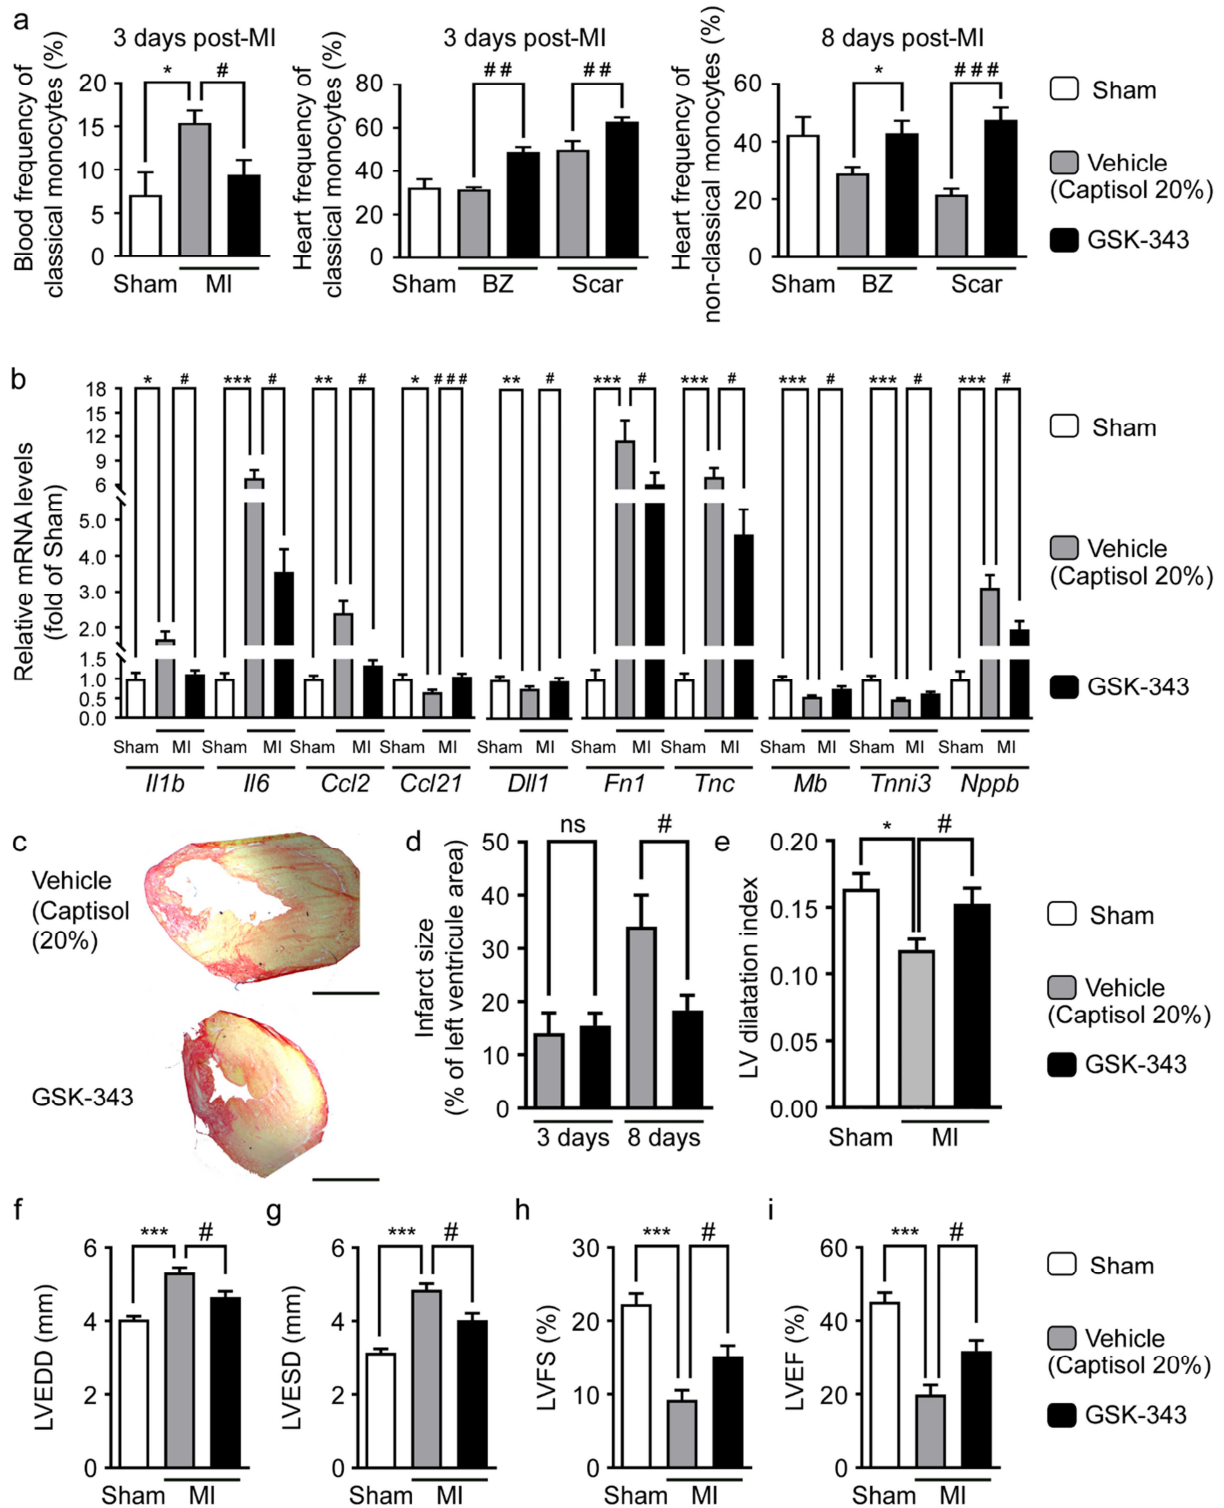 a
3 days post-MI
Blood frequency of
classical monocytes (%)
20
15
10
5
0
* #
Sham MI
3 days post-MI
Heart frequency of
classical monocytes (%)
80
60
40
20
0
## ##
Sham BZ Scar
8 days post-MI
Heart frequency of
non-classical monocytes (%)
60
40
20
0
* ###
Sham BZ Scar
Sham
Vehicle
(Captisol 20%)
GSK-343
b
Relative mRNA levels
(fold of Sham)
18
15
12
9
6
5.0
4.0
3.0
2.0
1.5
1.0
0.5
0.0
* # *** # ** # * ### ** # *** # *** # *** # *** # *** #
Sham MI Sham MI Sham MI Sham MI Sham MI Sham MI Sham MI Sham MI Sham MI Sham MI
Il1b Il6 Ccl2 Ccl21 Dll1 Fn1 Tnc Mb Tnni3 Nppb
Sham
Vehicle
(Captisol 20%)
GSK-343
c
Vehicle
(Captisol
(20%)
GSK-343
d
Infarct size
(% of left ventricule area)
50
40
30
20
10
0
ns #
3 days 8 days
e
LV dilatation index
0.20
0.15
0.10
0.05
0.00
* #
Sham MI
Sham
Vehicle
(Captisol 20%)
GSK-343
f
LVEDD (mm)
6
4
2
0
*** #
Sham MI
g
LVESD (mm)
6
4
2
0
*** #
Sham MI
h
LVFS (%)
30
20
10
0
*** #
Sham MI
i
LVEF (%)
60
40
20
0
*** #
Sham MI
Sham
Vehicle
(Captisol 20%)
GSK-343